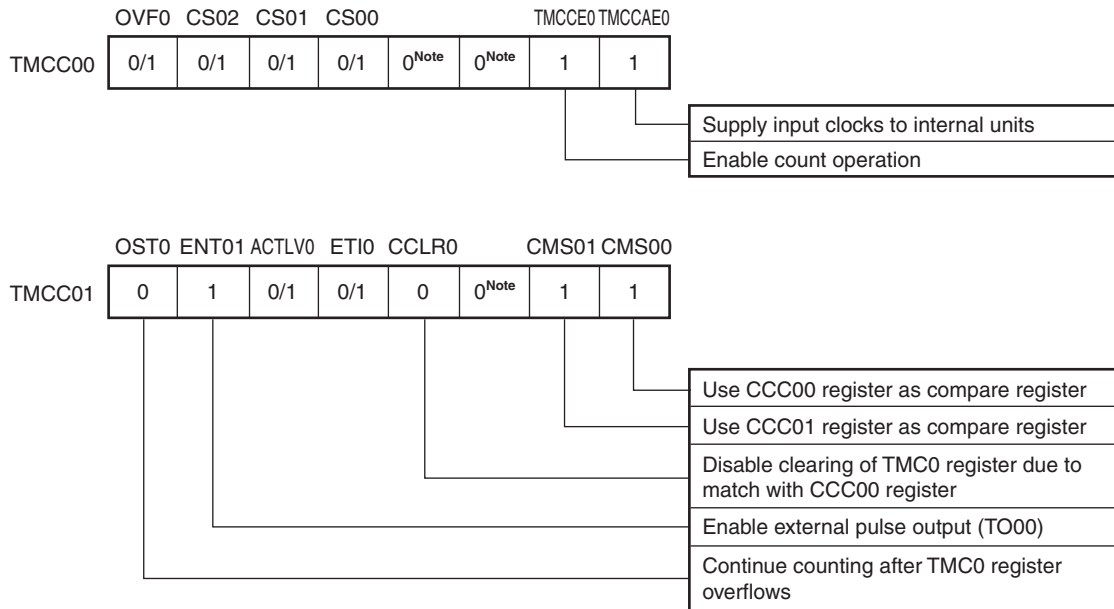 OVF0 CS02 CS01 CS00 TMCCE0 TMCCAE0
TMCC00 0/1 0/1 0/1 0/1 0Note 0Note 1 1
Supply input clocks to internal units
Enable count operation
OST0 ENT01 ACTLV0 ETI0 CCLR0 CMS01 CMS00
TMCC01 0 1 0/1 0/1 0 0Note 1 1
Use CCC00 register as compare register
Use CCC01 register as compare register
Disable clearing of TMC0 register due to
match with CCC00 register
Enable external pulse output (TO00)
Continue counting after TMC0 register
overflows